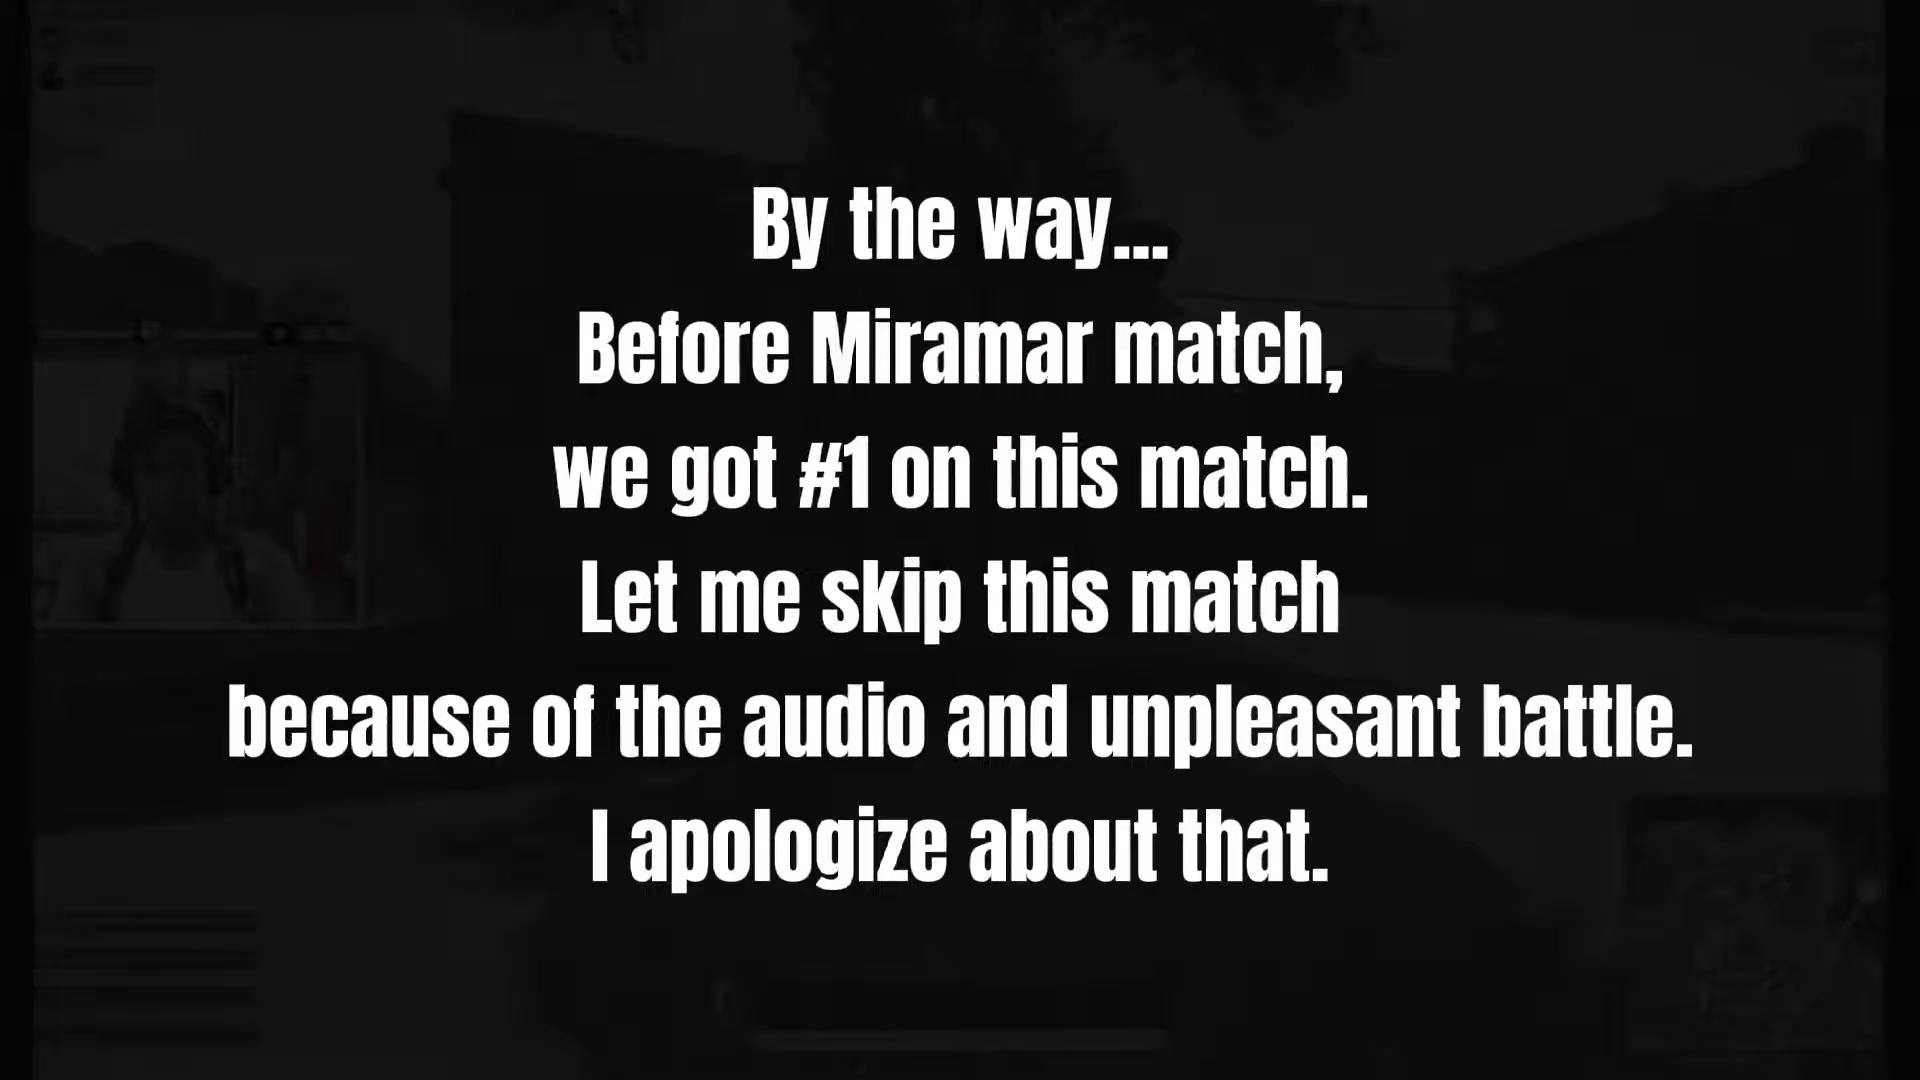 By the way...
Before Miramar match,
we got #1 on this match.
Let me skip this match
because of the audio and unpleasant battle.
I apologize about that.